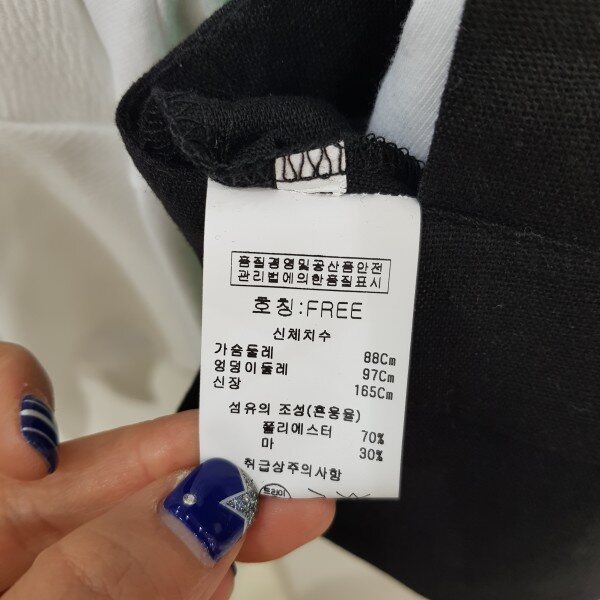 품질경영및공산품안전
관리법에의한품질표시
호칭:FREE
신체치수
가슴둘레 88Cm
엉덩이둘레 97Cm
신장 165Cm
섬유의 조성(혼용율)
폴리에스터 70%
마 30%
취급상주의사항
드라이